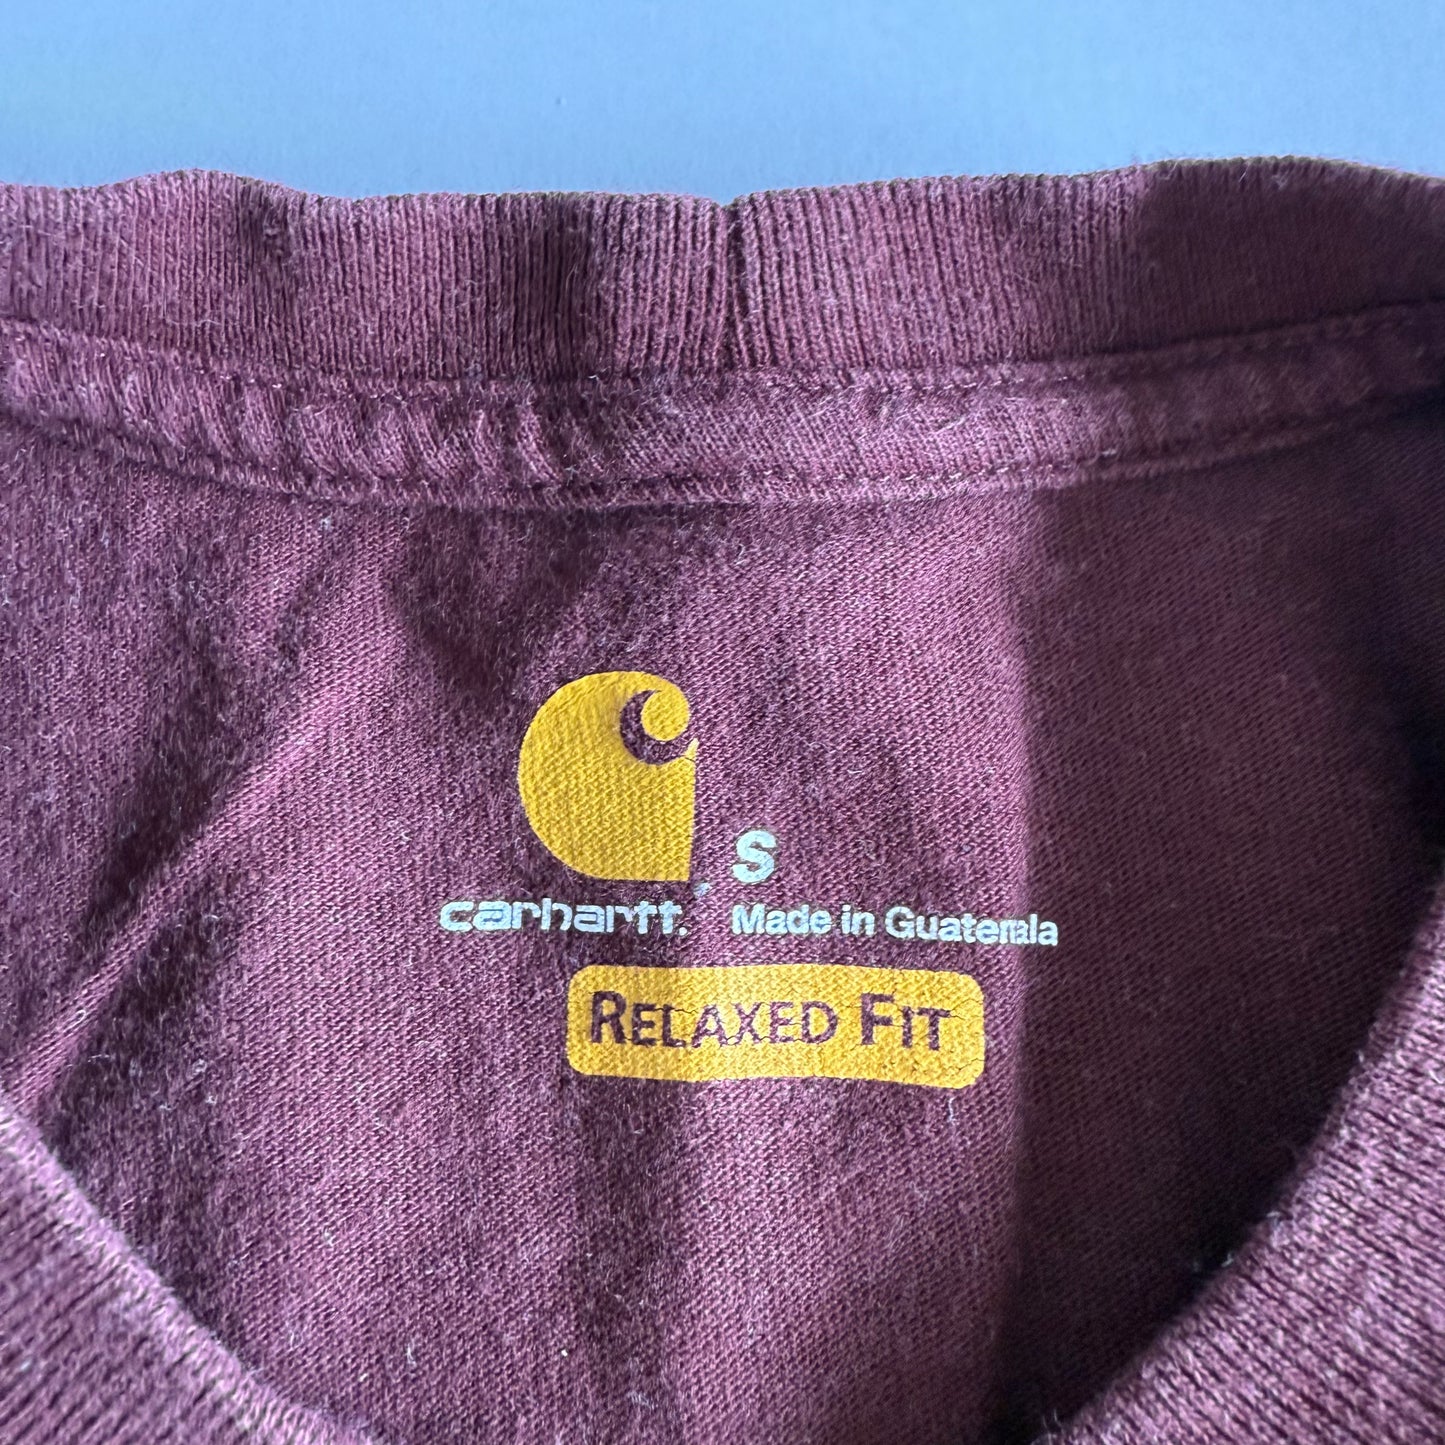 S
carhartt.
Made in Guatemala
RELAXED FIT